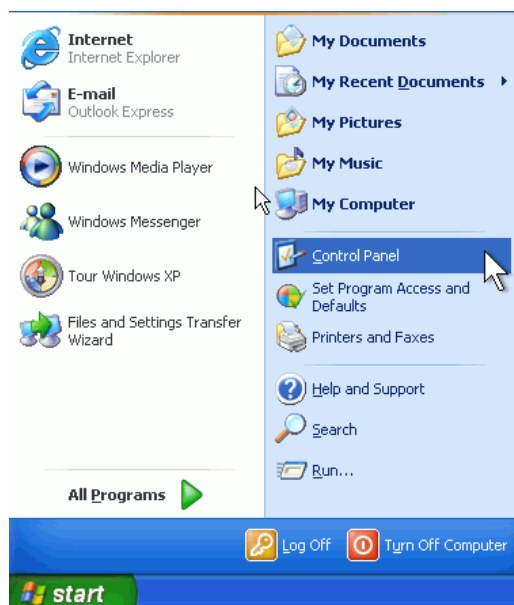 Internet
Internet Explorer
E-mail
Outlook Express
Windows Media Player
Windows Messenger
Tour Windows XP
Files and Settings Transfer
Wizard
All Programs
My Documents
My Recent Documents
My Pictures
My Music
My Computer
Control Panel
Set Program Access and
Defaults
Printers and Faxes
Help and Support
Search
Run...
Log Off
Turn Off Computer
start